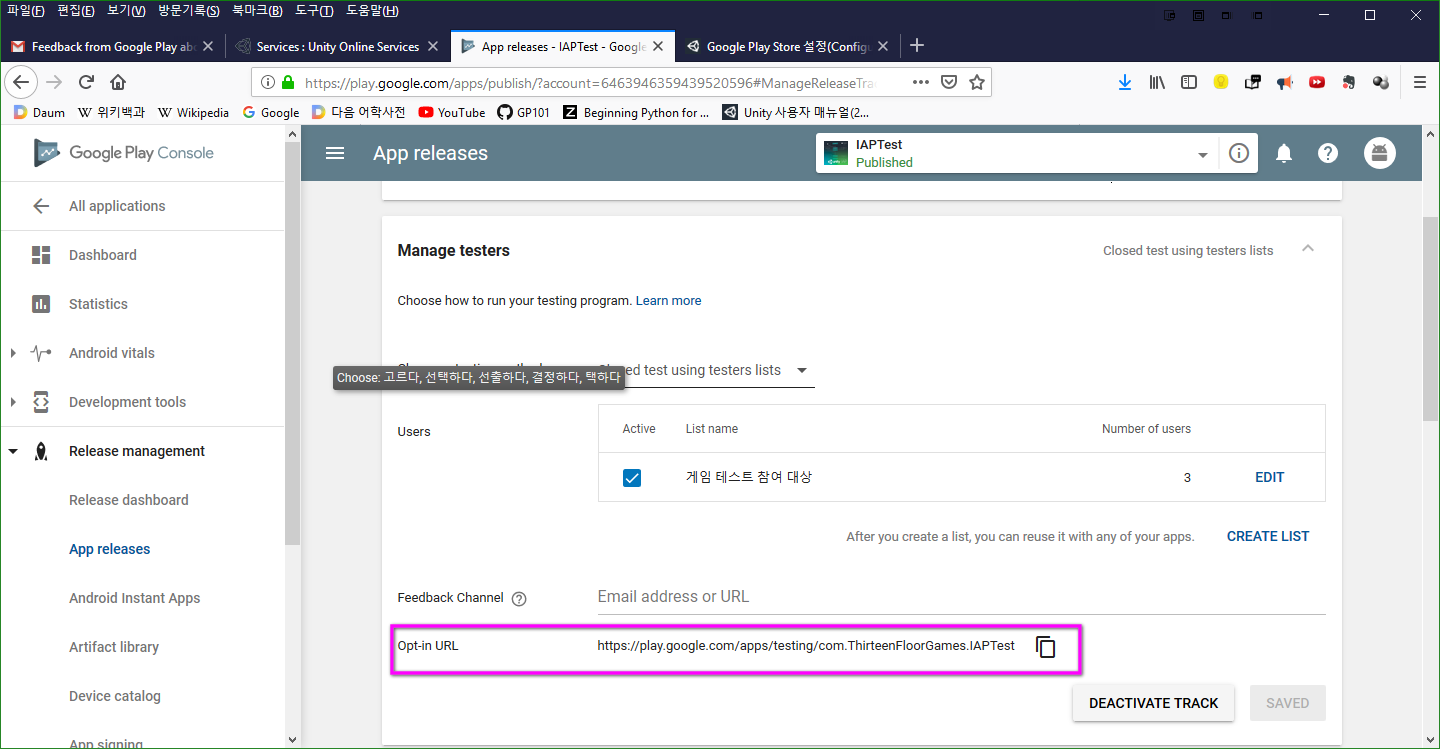 파일(F) 편집(E) 보기(V) 방문기록(S) 북마크(B) 도구(T) 도움말(H)
Feedback from Google Play ab
Services : Unity Online Services
App releases - IAPTest - Google
Google Play Store 설정(Config
https://play.google.com/apps/publish/?account=6463946359439520596#ManageReleaseTra
Daum 위키백과 Wikipedia Google 다음 어학사전 YouTube GP101 Beginning Python for ... Unity 사용자 매뉴얼(2...
Google Play Console
App releases
IAPTest
Published
All applications
Dashboard
Statistics
Android vitals
Development tools
Release management
Release dashboard
App releases
Android Instant Apps
Artifact library
Device catalog
App signing
Manage testers
Closed test using testers lists
Choose how to run your testing program. Learn more
Choose: 고르다, 선택하다, 선출하다, 결정하다, 택하다
test using testers lists
Users
Active List name Number of users
게임 테스트 참여 대상 3 EDIT
After you create a list, you can reuse it with any of your apps. CREATE LIST
Feedback Channel Email address or URL
Opt-in URL https://play.google.com/apps/testing/com.ThirteenFloorGames.IAPTest
DEACTIVATE TRACK SAVED